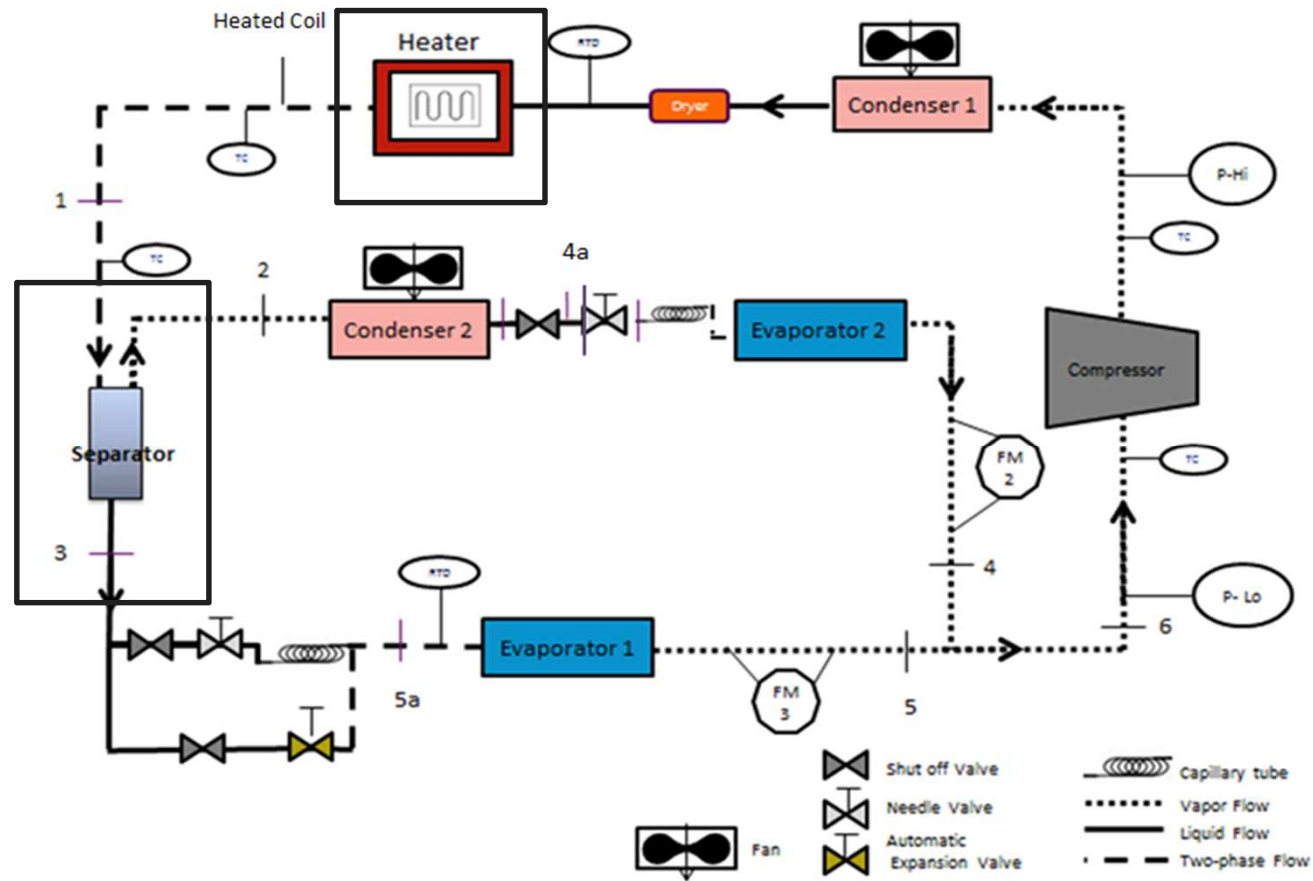 Heated Coil
Heater
RTD
Dryer
Condenser 1
TC
P-Hi
1
TC
TC
2
4a
Condenser 2
Evaporator 2
Compressor
Separator
FM
2
TC
3
RTD
4
P- Lo
6
Evaporator 1
5a
FM
3
5
Shut off Valve
Capillary tube
Needle Valve
Vapor Flow
Automatic
Expansion Valve
Liquid Flow
Fan
Two-phase Flow